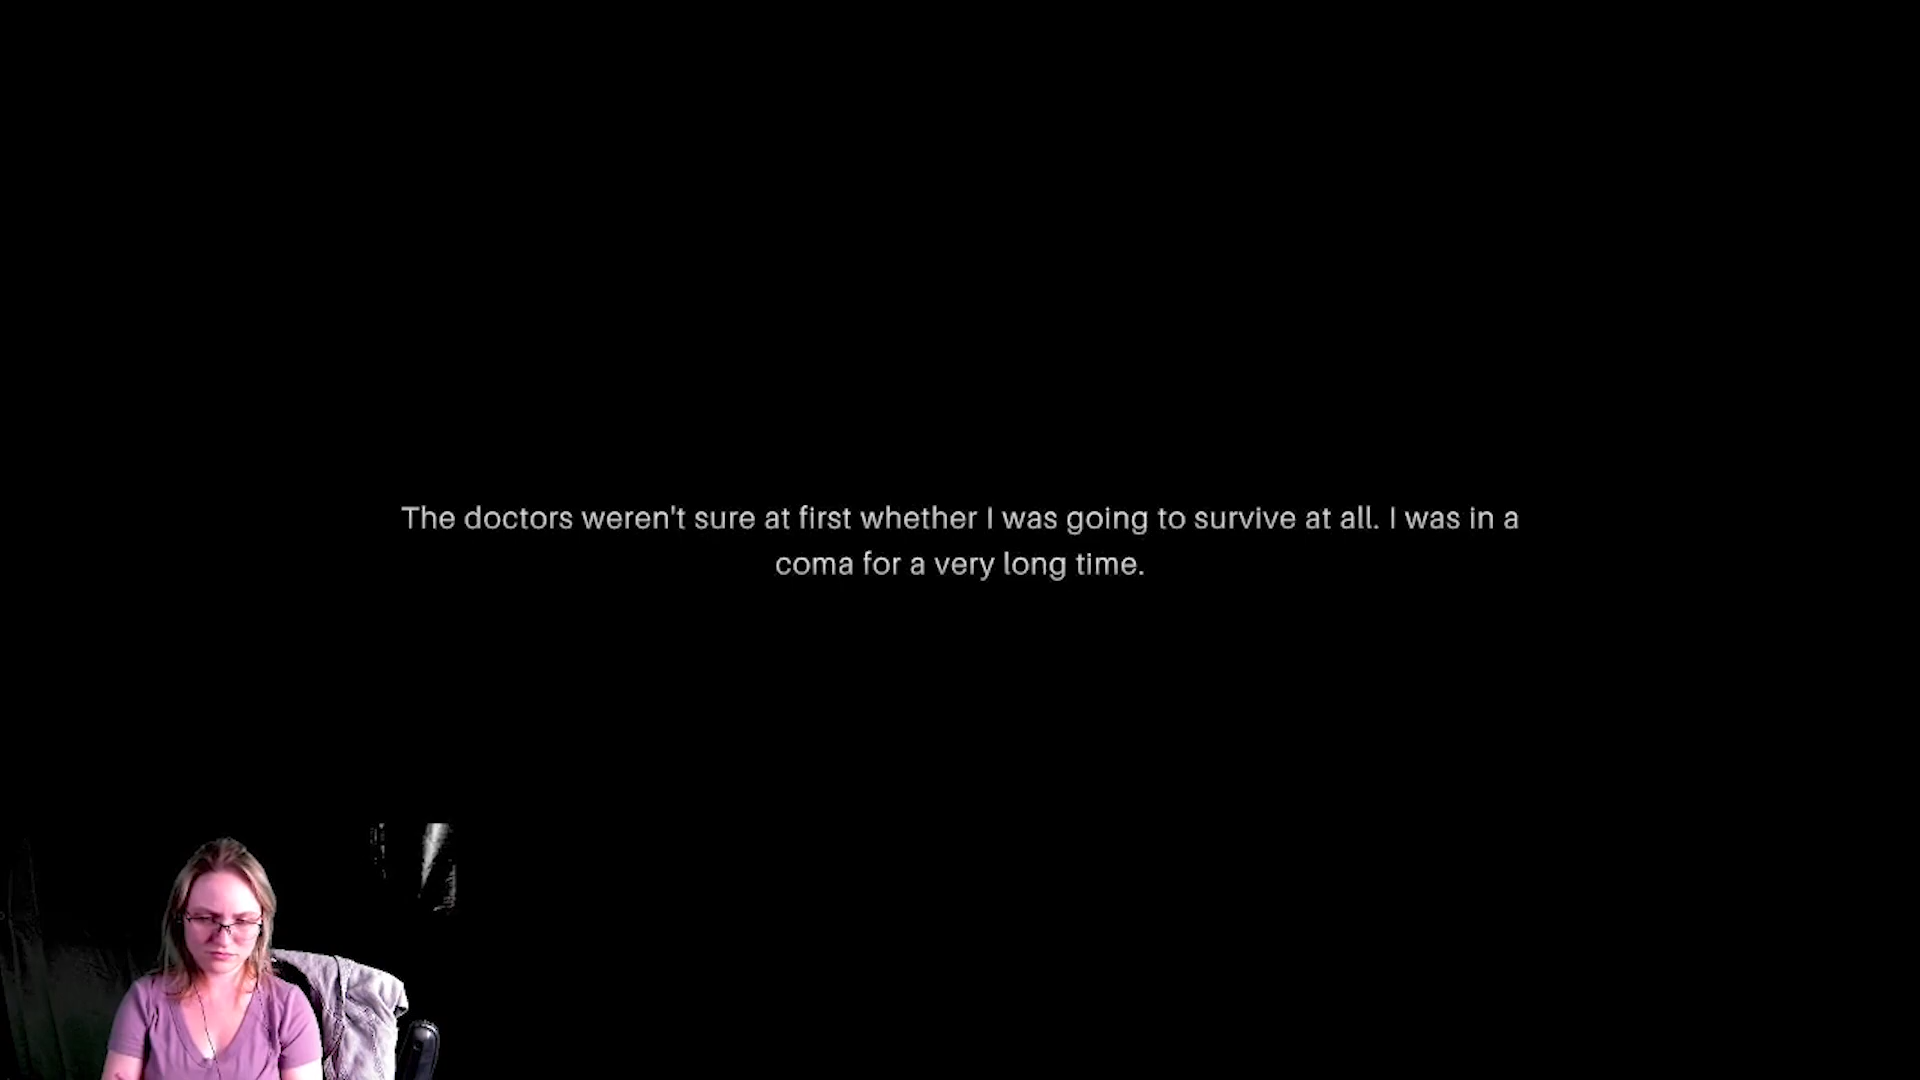 The doctors weren't sure at first whether I was going to survive at all. I was in a
coma for a very long time.